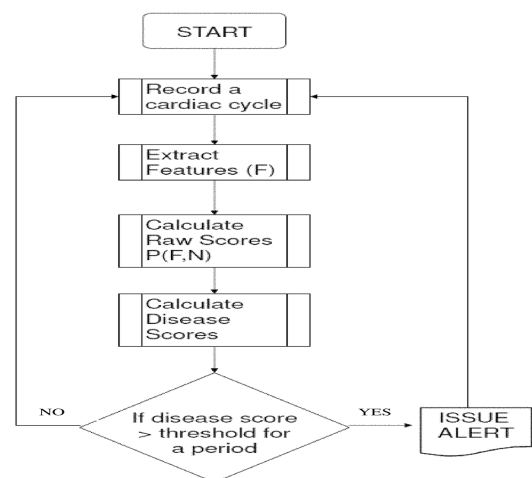 START
Record a
cardiac cycle
Extract
Features (F)
Calculate
Raw Scores
P(F,N)
Calculate
Disease
Scores
NO
If disease score
> threshold for
a period
YES
ISSUE
ALERT